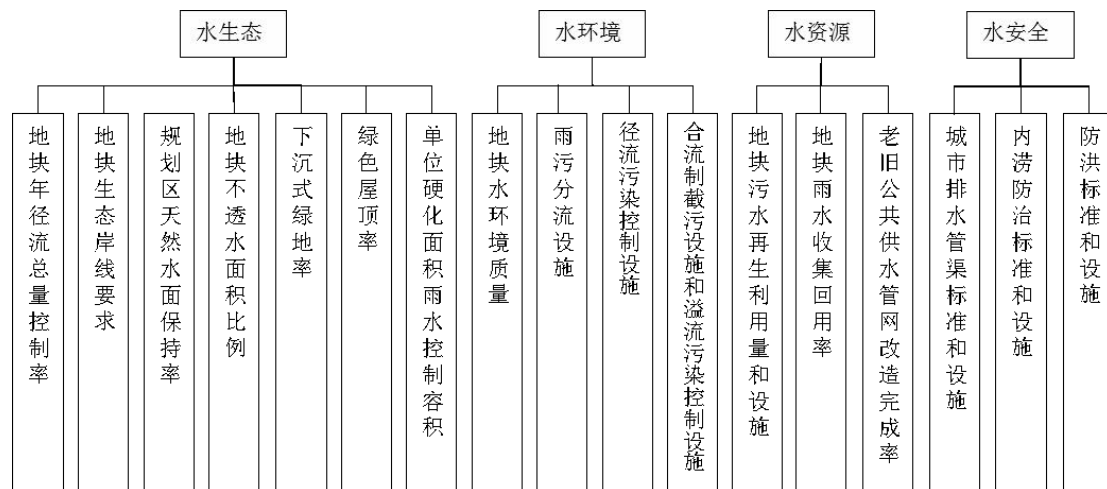 水生态
水环境
水资源
水安全
地块年径流总量控制率
地块生态岸线要求
规划区天然水面保持率
地块不透水面积比例
下沉式绿地率
绿色屋顶率
单位硬化面积雨水控制容积
地块水环境质量
雨污分流设施
径流污染控制设施
合流制截污设施和溢流污染控制设施
地块污水再生利用量和设施
地块雨水收集回用率
老旧公共供水管网改造完成率
城市排水管渠标准和设施
内涝防治标准和设施
防洪标准和设施